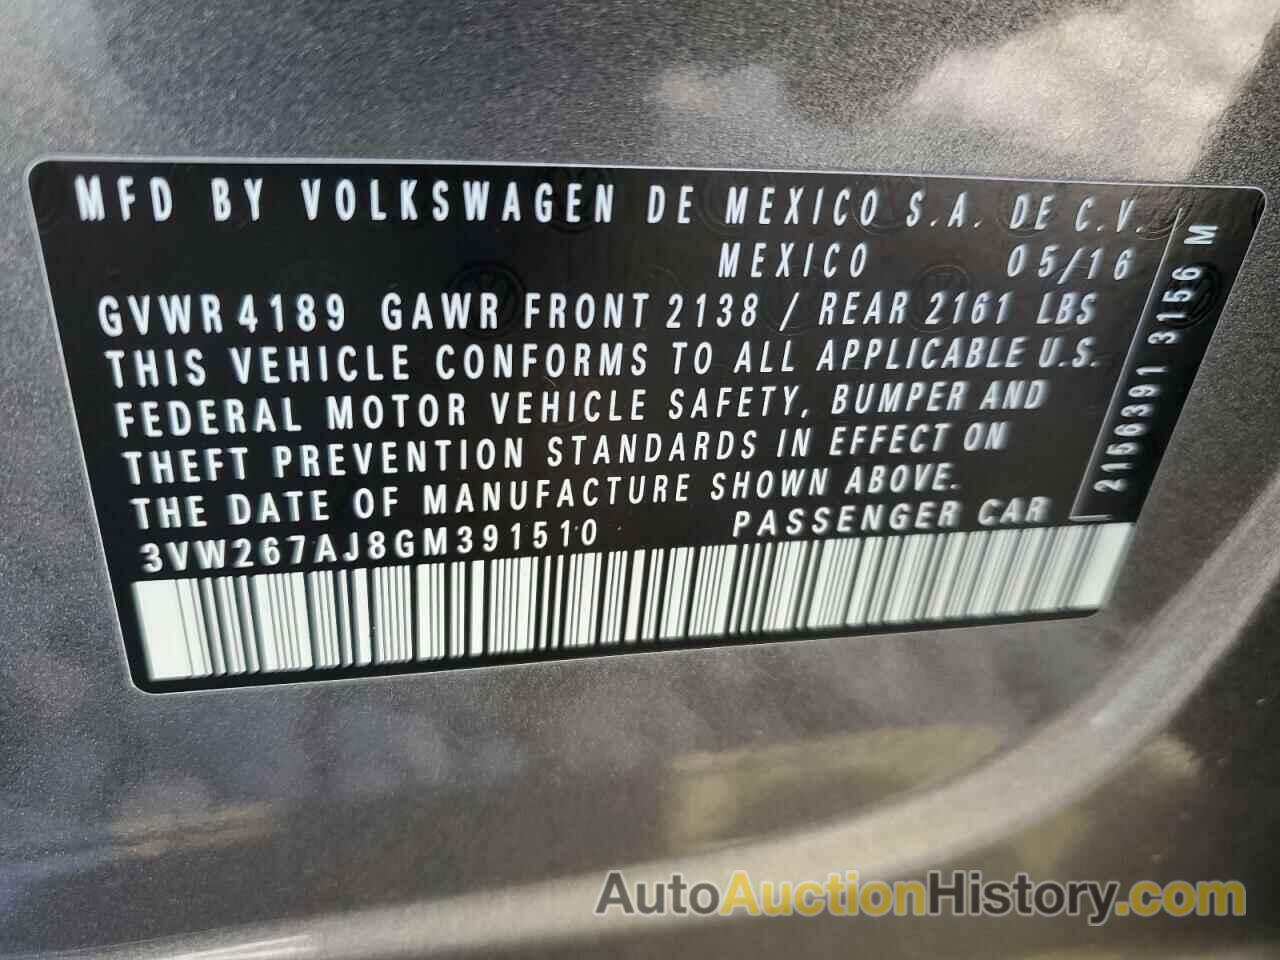 MFD BY VOLKSWAGEN DE MEXICO S.A. DE C.V.
MEXICO 05/16
GVWR 4189 GAWR FRONT 2138 / REAR 2161 LBS
THIS VEHICLE CONFORMS TO ALL APPLICABLE U.S.
FEDERAL MOTOR VEHICLE SAFETY, BUMPER AND
THEFT PREVENTION STANDARDS IN EFFECT ON
THE DATE OF MANUFACTURE SHOWN ABOVE.
3VW267AJ8GM391510 PASSENGER CAR
2156391 3156 M
AutoAuctionHistory.com